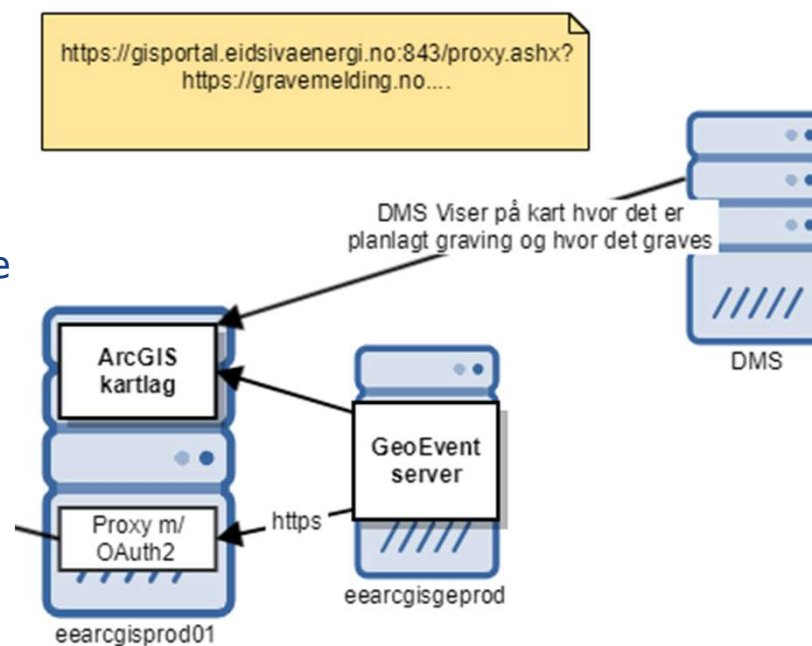 https://gisportal.eidsivaenergi.no:843/proxy.ashx?
https://gravemelding.no....
DMS Viser på kart hvor det er
planlagt graving og hvor det graves
DMS
e
ArcGIS
kartlag
GeoEvent
server
Proxy m/
OAuth2
https
eearcgisgeprod
eearcgisprod01